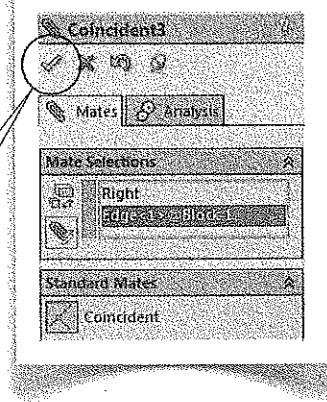 Coincident3
Mates Analysis
Mate Selections
Right
Edge<1>@Block-1
Standard Mates
Coincident